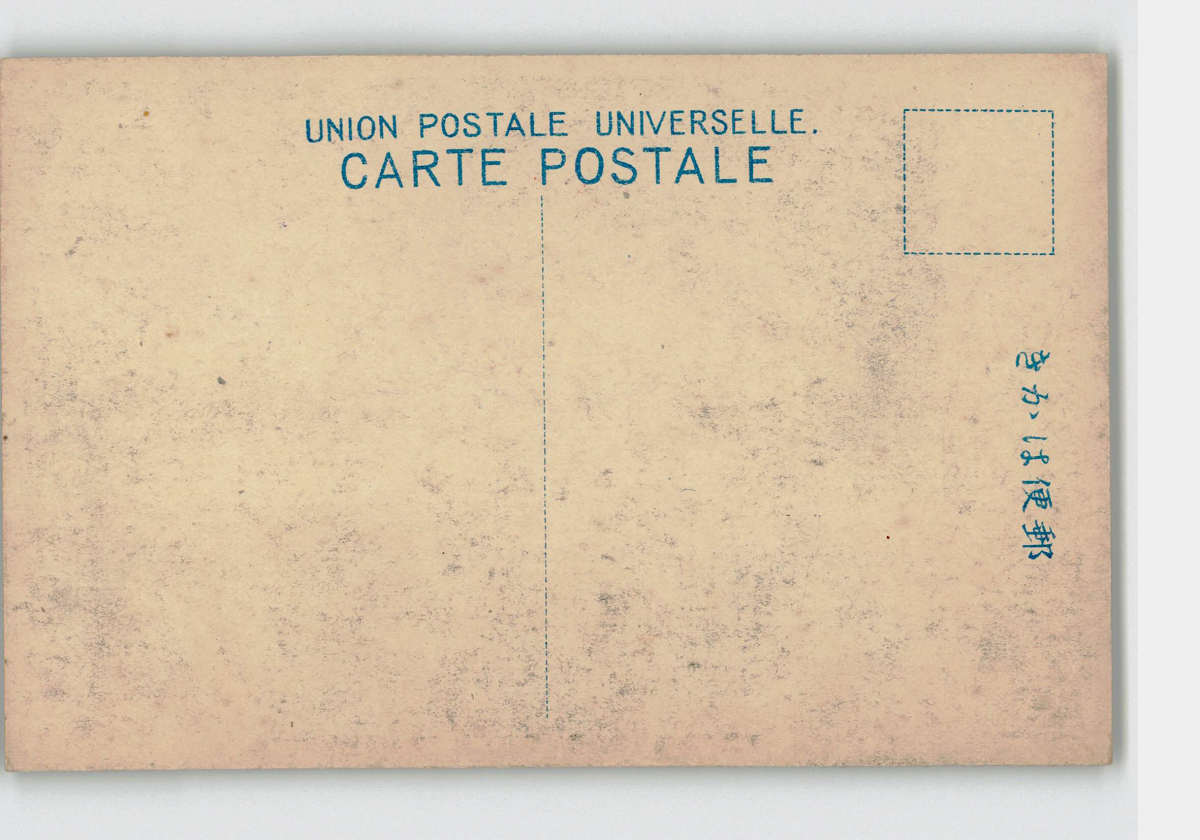 UNION POSTALE UNIVERSELLE.
CARTE POSTALE
郵便はかき